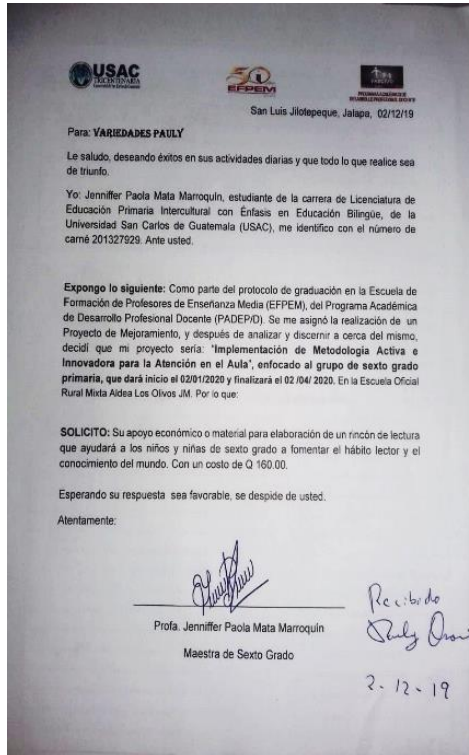 USAC
TRICENTENARIA
50
EFPEM
San Luis Jilotepeque, Jalapa, 02/12/19
Para: VARIEDADES PAULY
Le saludo, deseando éxitos en sus actividades diarias y que todo lo que realice sea
de triunfo.
Yo: Jenniffer Paola Mata Marroquín, estudiante de la carrera de Licenciatura de
Educación Primaria Intercultural con Énfasis en Educación Bilingüe, de la
Universidad San Carlos de Guatemala (USAC), me identifico con el número de
carné 201327929. Ante usted.
Expongo lo siguiente: Como parte del protocolo de graduación en la Escuela de
Formación de Profesores de Enseñanza Media (EFPEM), del Programa Académica
de Desarrollo Profesional Docente (PADEP/D). Se me asignó la realización de un
Proyecto de Mejoramiento, y después de analizar y discernir a cerca del mismo,
decidí que mi proyecto sería: "Implementación de Metodología Activa e
Innovadora para la Atención en el Aula", enfocado al grupo de sexto grado
primaria, que dará inicio el 02/01/2020 y finalizará el 02 /04/ 2020. En la Escuela Oficial
Rural Mixta Aldea Los Olivos JM. Por lo que:
SOLICITO: Su apoyo económico o material para elaboración de un rincón de lectura
que ayudará a los niños y niñas de sexto grado a fomentar el hábito lector y el
conocimiento del mundo. Con un costo de Q 160.00.
Esperando su respuesta sea favorable, se despide de usted.
Atentamente:
Profa. Jenniffer Paola Mata Marroquín
Maestra de Sexto Grado
Recibido
2-12-19